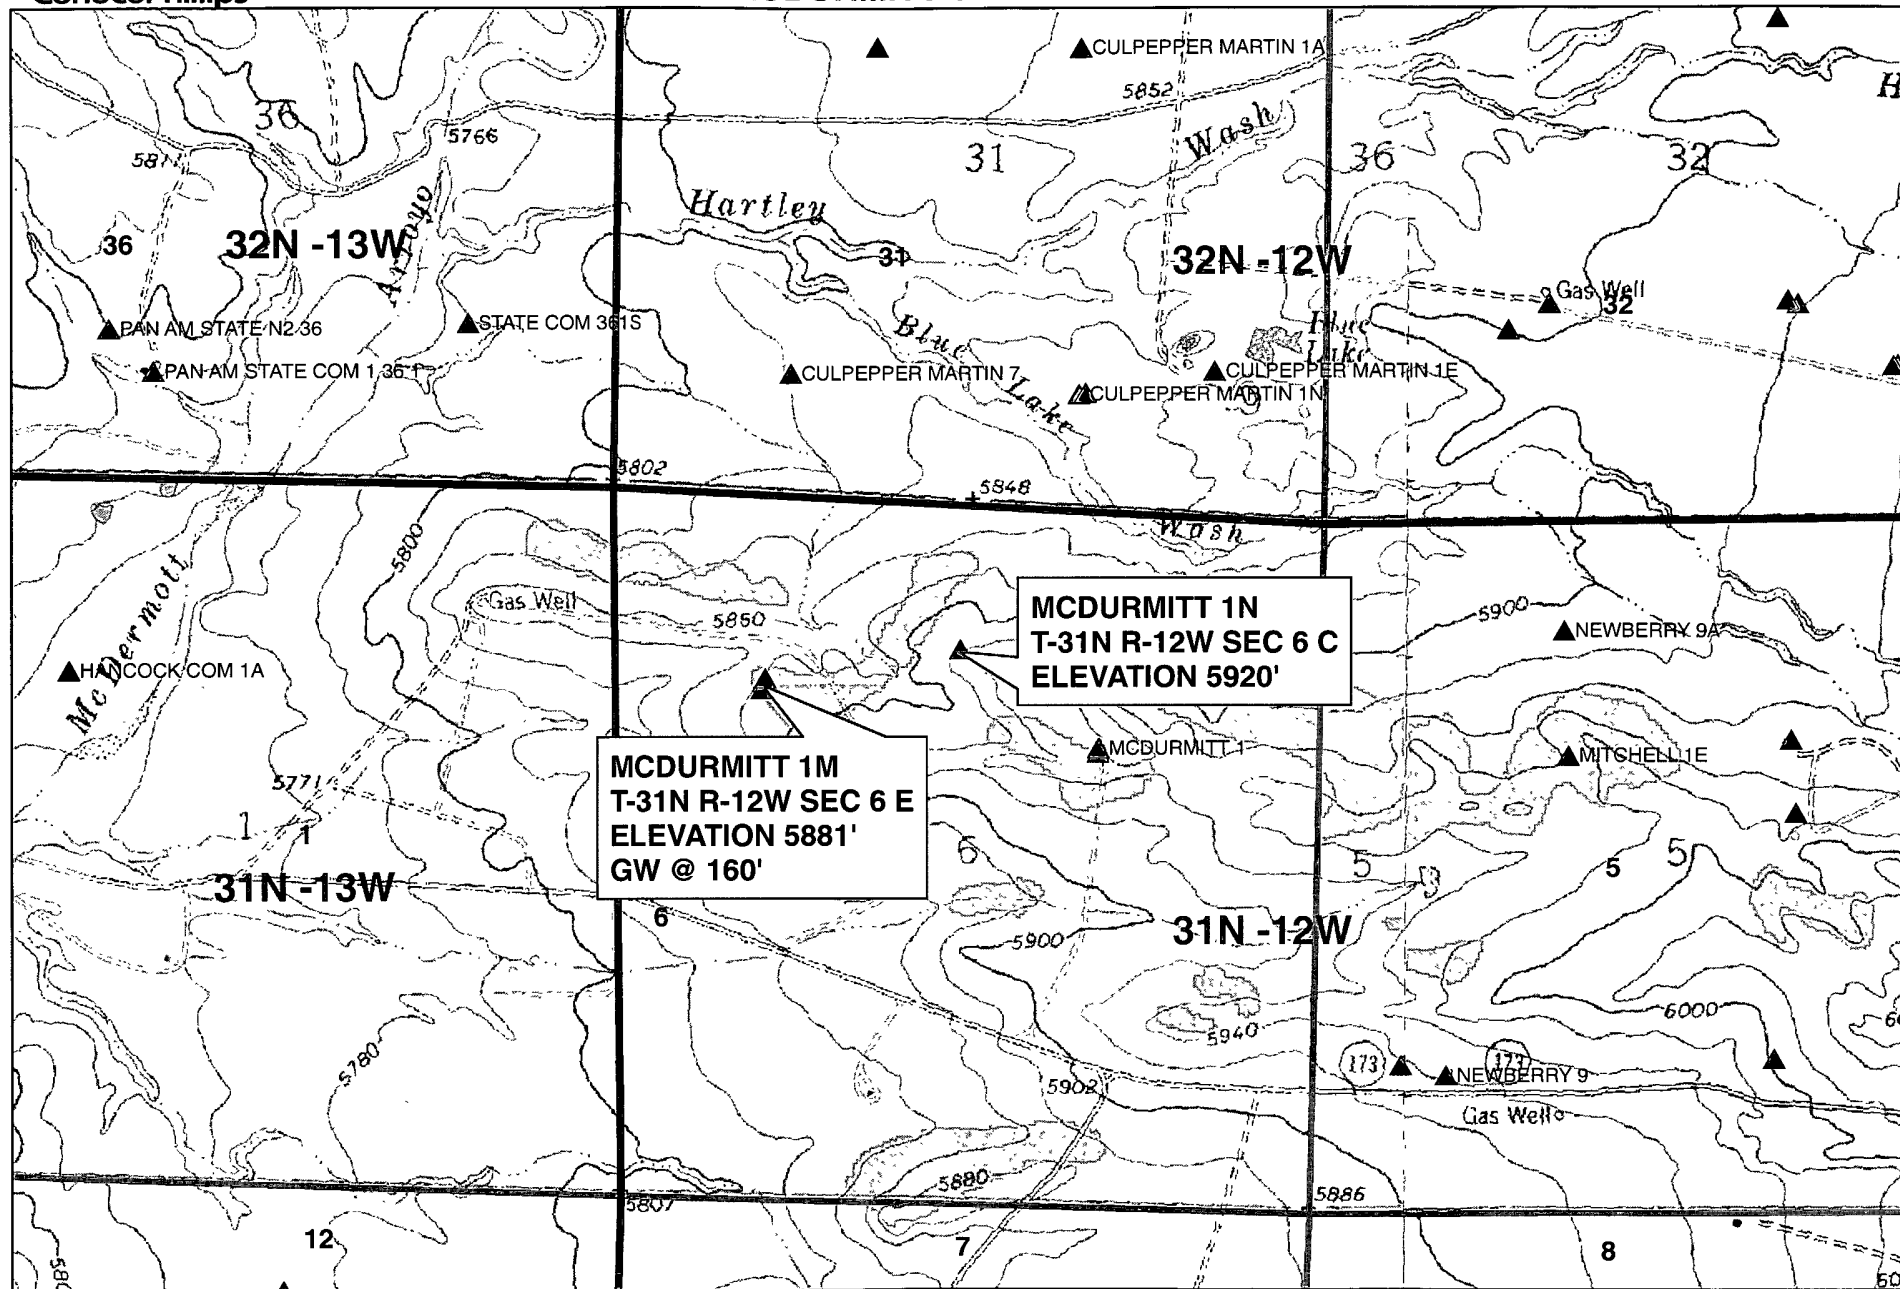 ConocoPhillips
CULPEPPER MARTIN 1A
5852
36
5766
5811
31
Wash
36
32
Hartley
Arroyo
36
32N -13W
31
32N -12W
Gas Well
32
PAN AM STATE N2 36
STATE COM 361S
Blue
Blue
Lake
PAN AM STATE COM 1 36 1
CULPEPPER MARTIN 7
CULPEPPER MARTIN 1E
CULPEPPER MARTIN 1N
Lake
5802
5848
Wash
5800
McDermott
Gas Well
5850
MCDURMITT 1N
T-31N R-12W SEC 6 C
ELEVATION 5920'
5900
NEWBERRY 9A
HANCOCK COM 1A
MCDURMITT 1
MITCHELL 1E
MCDURMITT 1M
T-31N R-12W SEC 6 E
ELEVATION 5881'
GW @ 160'
5771
1
1
6
5
5
5
31N -13W
6
31N -12W
5900
6000
5940
5780
173
173
5902
NEWBERRY 9
Gas Well
5880
5807
5886
12
7
8